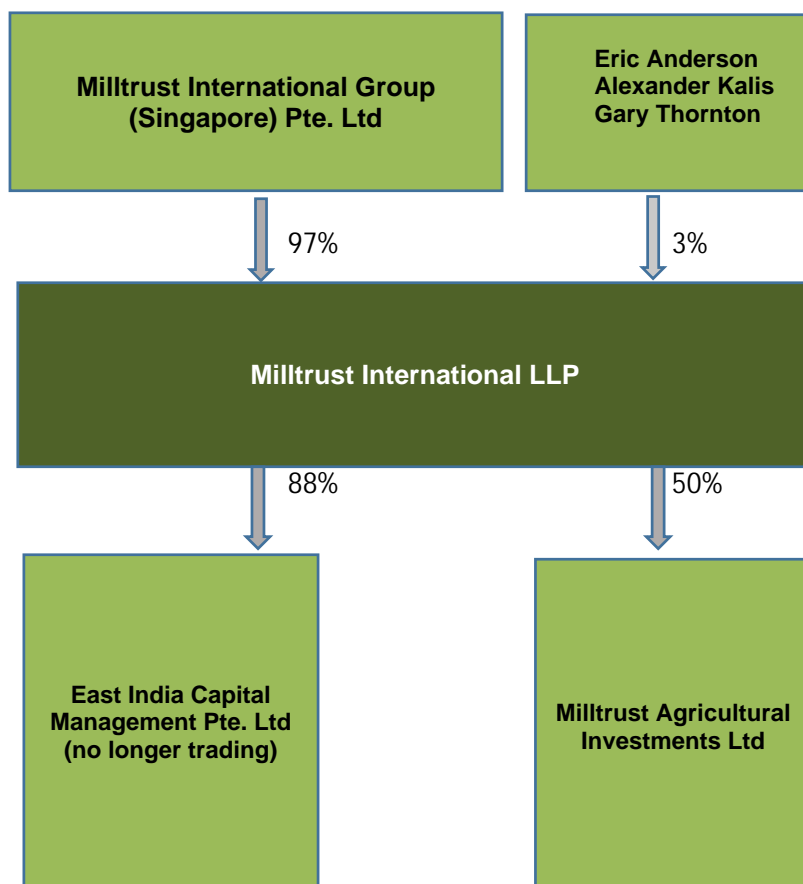 Milltrust International Group
(Singapore) Pte. Ltd
Eric Anderson
Alexander Kalis
Gary Thornton
97%
3%
Milltrust International LLP
88%
50%
East India Capital
Management Pte. Ltd
(no longer trading)
Milltrust Agricultural
Investments Ltd